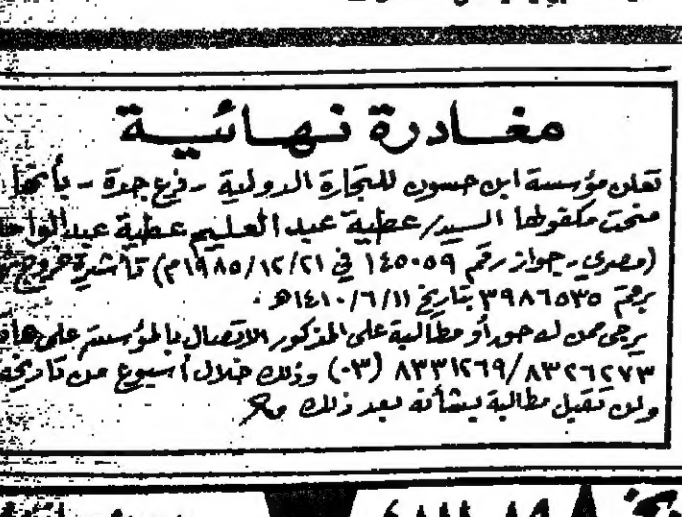 مغادرة نهائية
تعلن مؤسسة ابن حسون للتجارة الدولية - فرع جدة - بأنها
منحت مكفولها السيد/ عطية عبد العليم عطية عبد الواحد
(مصري - جواز رقم ١٤٥٠٥٩ في ١٩٨٥/١٢/٢١م) تأشيرة خروج
برقم ٣٩٨٦٥٣٥ بتاريخ ١٤١٠/٦/١١هـ .
يرجى ممن له حق أو مطالبة على المذكور الاتصال بالمؤسسة على
٨٣٣١٢٦٩/٨٣٢٦٢٧٣ (٠٣) وذلك خلال أسبوع من تاريخه
ولن تقبل مطالبة بشأنه بعد ذلك